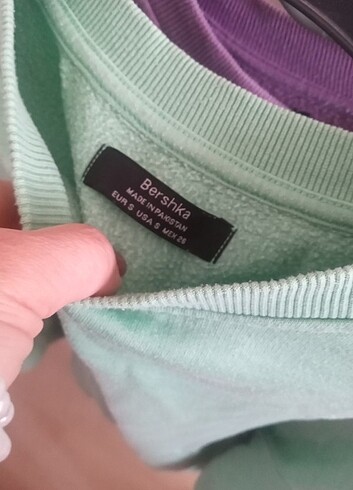 Bershka
MADE IN PAKISTAN
EUR S USA S MEX 26